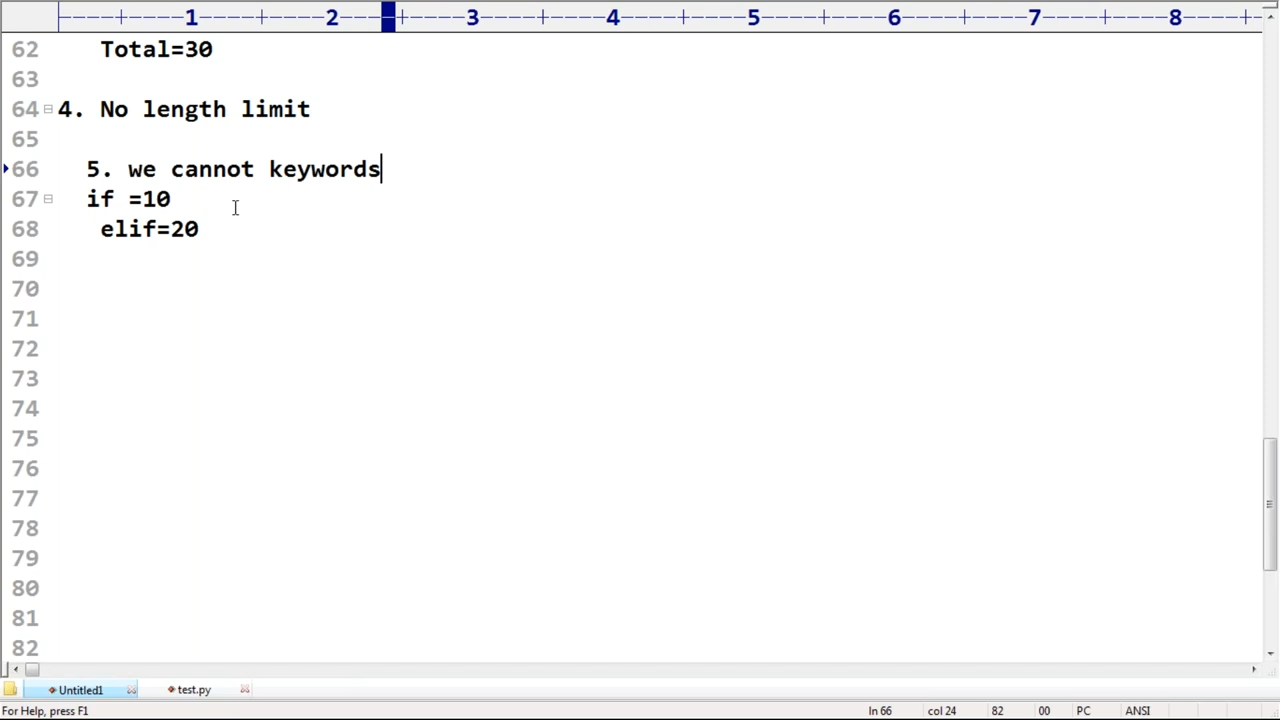 1 2 3 4 5 6 7 8
62 Total=30
63
64 4. No length limit
65
66 5. we cannot keywords
67 if =10
68 elif=20
69
70
71
72
73
74
75
76
77
78
79
80
81
82
Untitled1 test.py
For Help, press F1 ln 66 col 24 82 00 PC ANSI